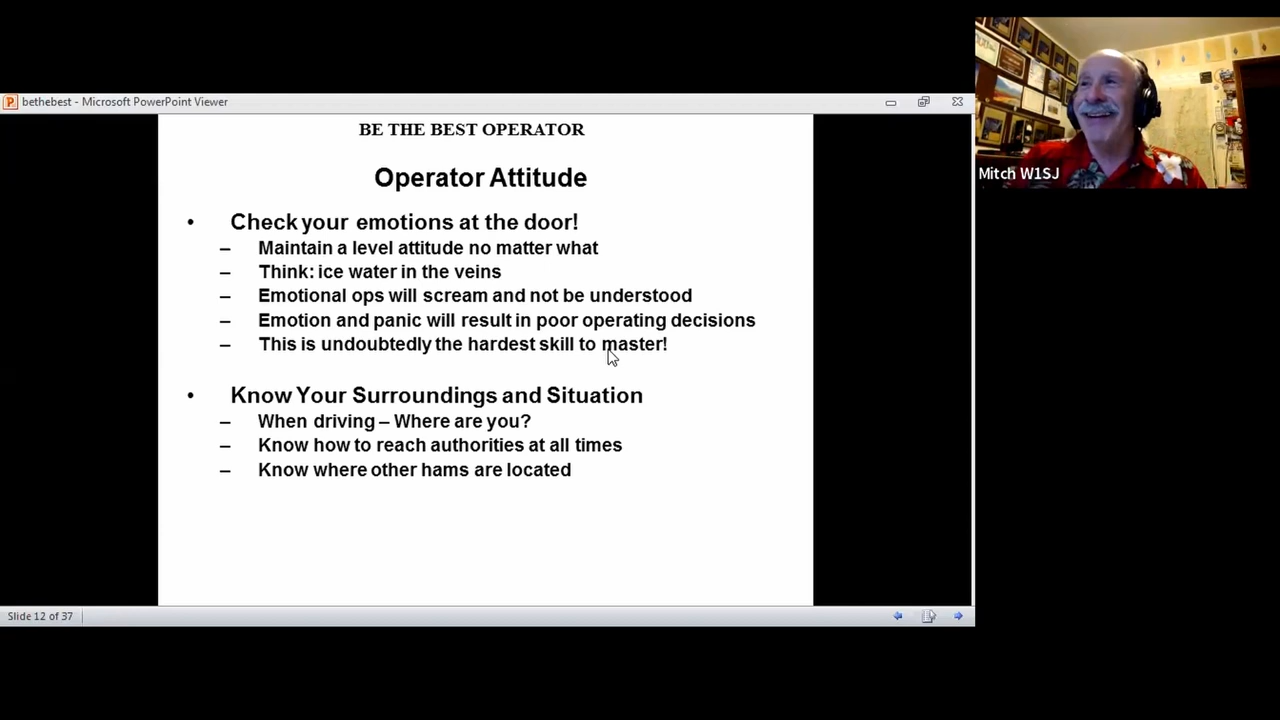 bethebest - Microsoft PowerPoint Viewer
BE THE BEST OPERATOR
Operator Attitude
• Check your emotions at the door!
– Maintain a level attitude no matter what
– Think: ice water in the veins
– Emotional ops will scream and not be understood
– Emotion and panic will result in poor operating decisions
– This is undoubtedly the hardest skill to master!
• Know Your Surroundings and Situation
– When driving – Where are you?
– Know how to reach authorities at all times
– Know where other hams are located
Slide 12 of 37
Mitch W1SJ